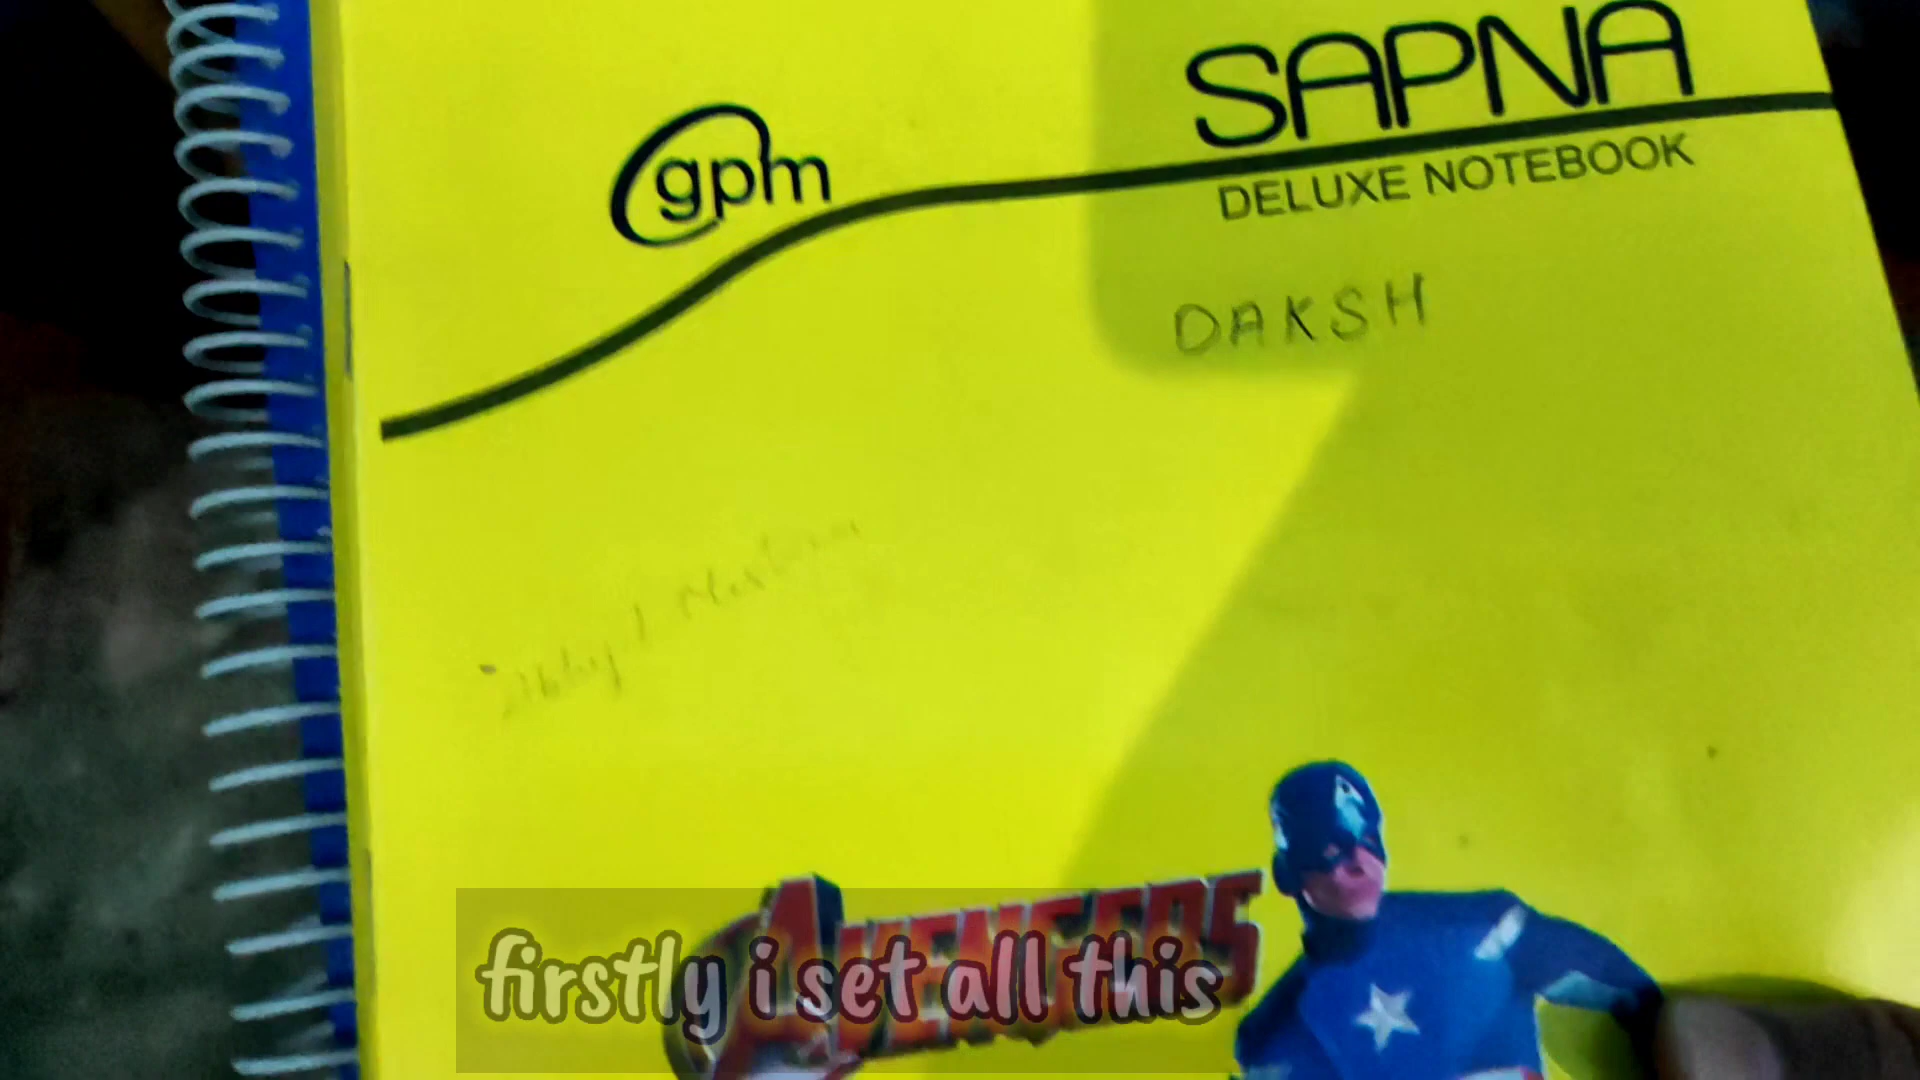 gpm
SAPNA
DELUXE NOTEBOOK
DAKSH
AVENGERS
firstly i set all this